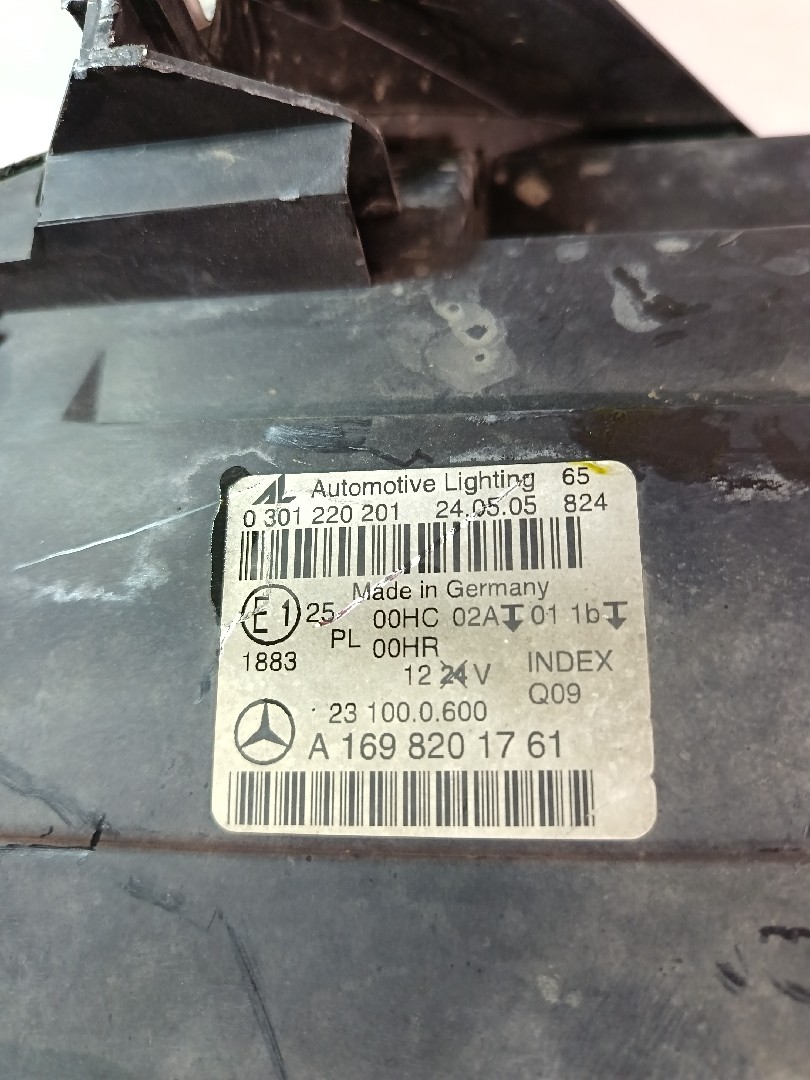 AL Automotive Lighting 65
0 301 220 201 24.05.05 824
Made in Germany
E1 25 00HC 02A 01 1b
PL 00HR
1883
12 24 V INDEX
Q09
23 100.0.600
A 169 820 17 61